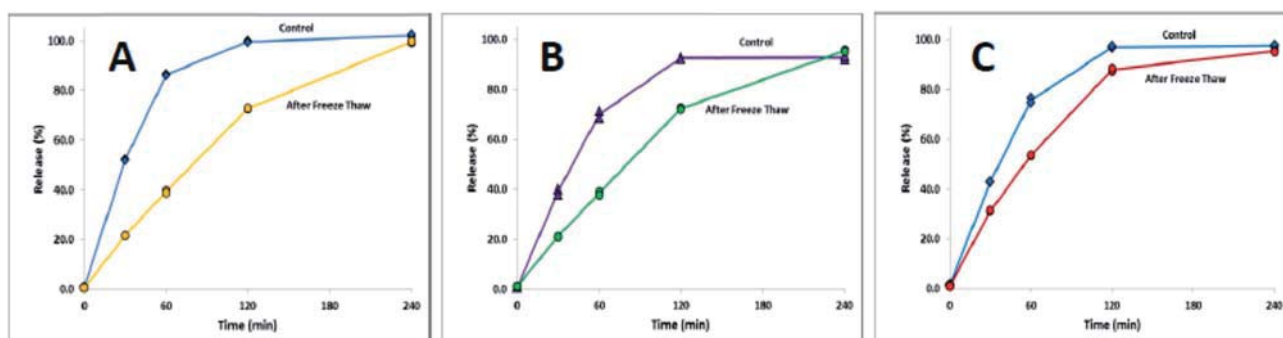 A
Control
After Freeze Thaw
100.0
80.0
60.0
40.0
20.0
0.0
Release (%)
0 60 120 180 240
Time (min)
B
Control
After Freeze Thaw
100.0
80.0
60.0
40.0
20.0
0.0
Release (%)
0 60 120 180 240
Time (min)
C
Control
After Freeze Thaw
100.0
80.0
60.0
40.0
20.0
0.0
Release (%)
0 60 120 180 240
Time (min)